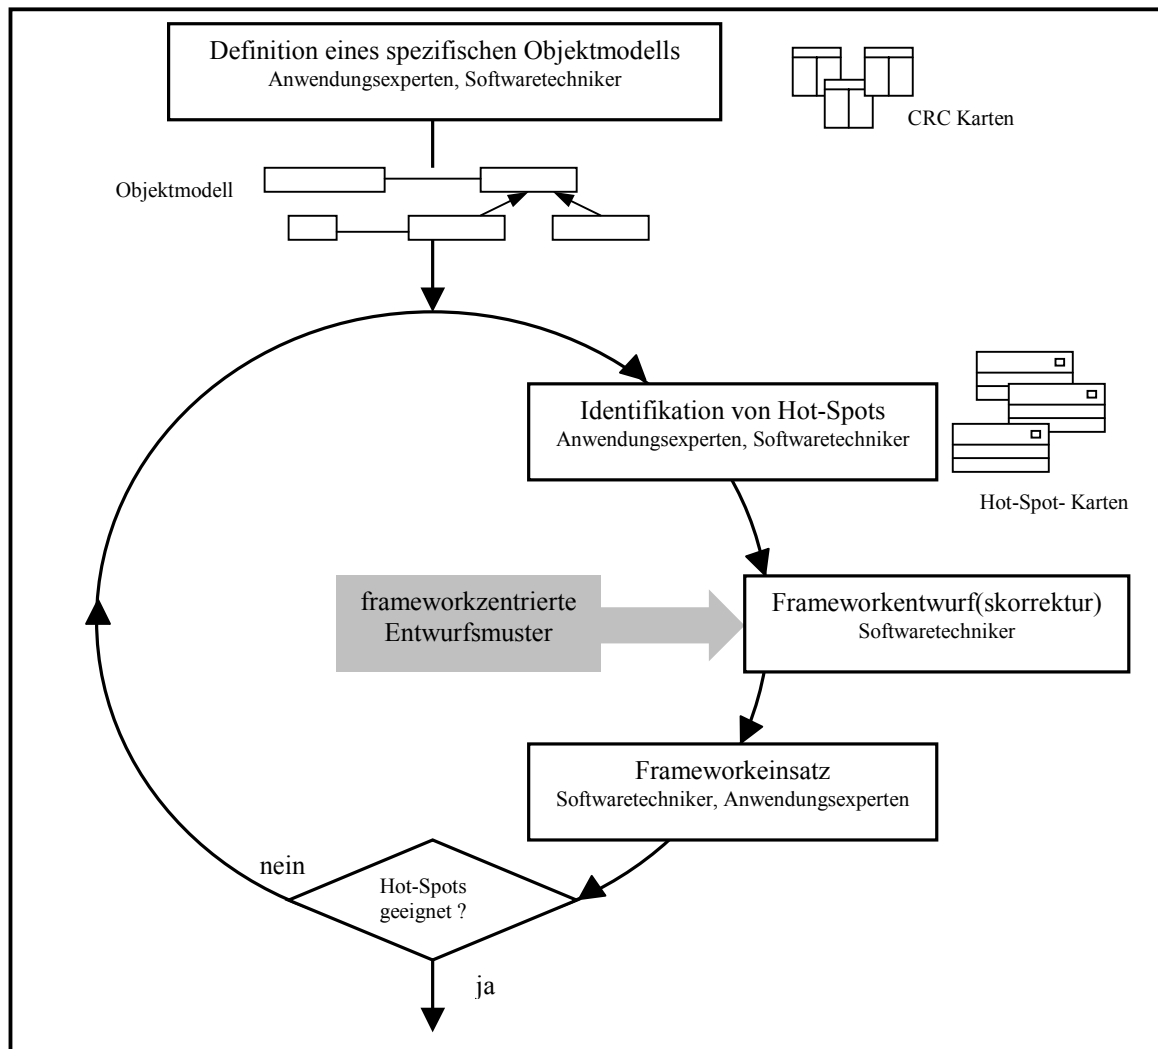 Definition eines spezifischen Objektmodells
Anwendungsexperten, Softwaretechniker
CRC Karten
Objektmodell
Identifikation von Hot-Spots
Anwendungsexperten, Softwaretechniker
Hot-Spot- Karten
frameworkzentrierte
Entwurfsmuster
Frameworkentwurf(skorrektur)
Softwaretechniker
Frameworkeinsatz
Softwaretechniker, Anwendungsexperten
nein
Hot-Spots
geeignet ?
ja